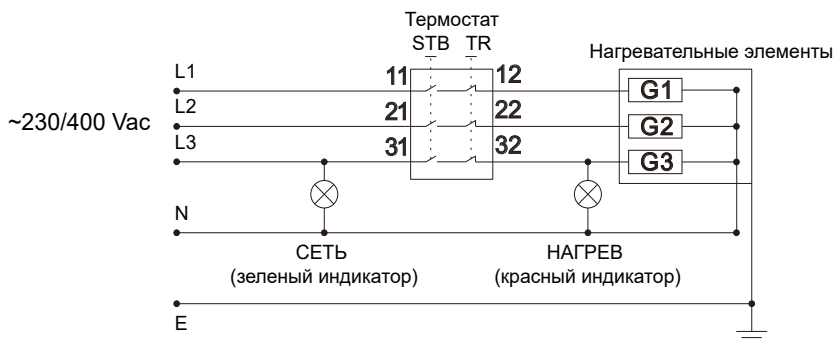 Термостат
STB TR
Нагревательные элементы
L1
11
12
G1
~230/400 Vac
L2
21
22
G2
L3
31
32
G3
N
СЕТЬ
(зеленый индикатор)
НАГРЕВ
(красный индикатор)
E